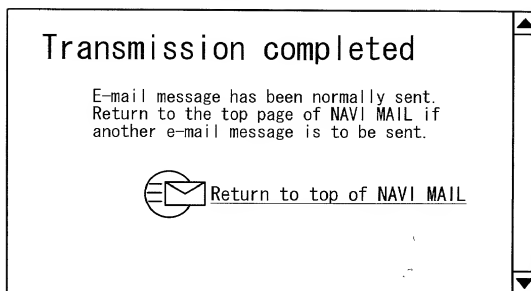 Transmission completed
E-mail message has been normally sent.
Return to the top page of NAVI MAIL if
another e-mail message is to be sent.
Return to top of NAVI MAIL